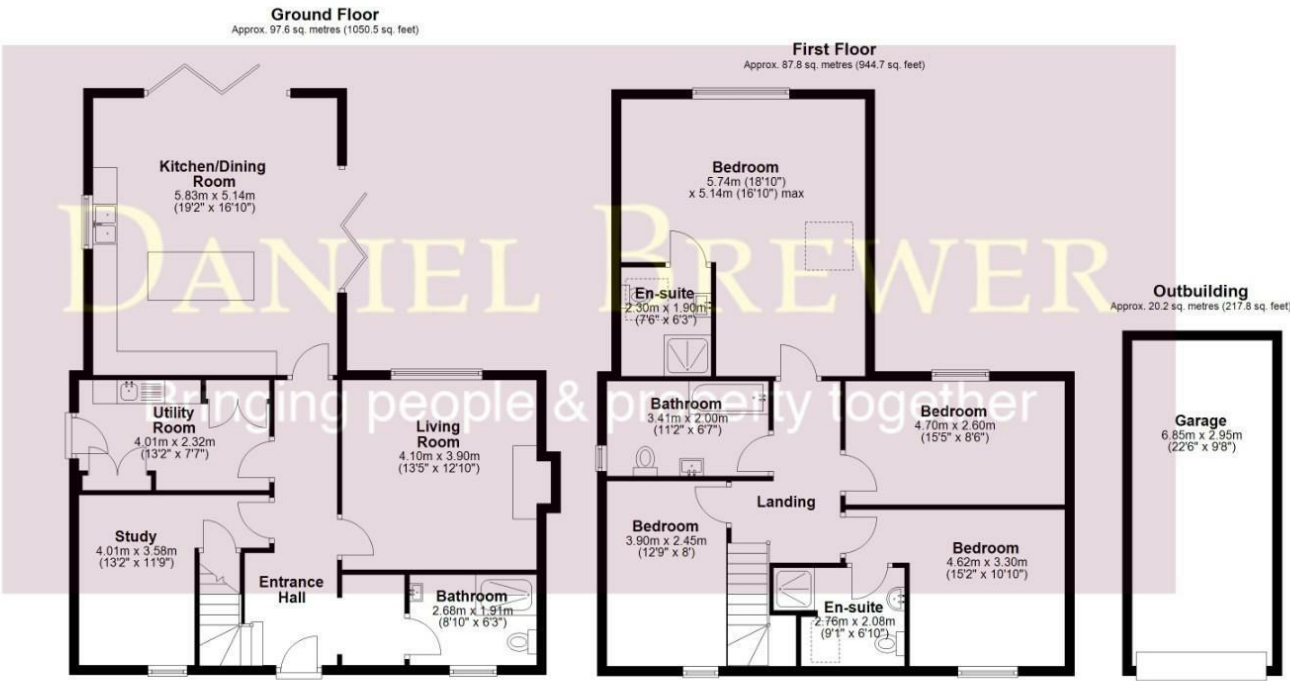 Ground Floor
Approx. 97.6 sq. metres (1050.5 sq. feet)
Kitchen/Dining
Room
5.83m x 5.14m
(19'2" x 16'10")
Utility
Room
4.01m x 2.32m
(13'2" x 7'7")
Living
Room
4.10m x 3.90m
(13'5" x 12'10")
Study
4.01m x 3.58m
(13'2" x 11'9")
Entrance
Hall
Bathroom
2.68m x 1.91m
(8'10" x 6'3")
First Floor
Approx. 87.8 sq. metres (944.7 sq. feet)
Bedroom
5.74m (18'10")
x 5.14m (16'10") max
En-suite
2.30m x 1.90m
(7'6" x 6'3")
Bathroom
3.41m x 2.00m
(11'2" x 6'7")
Bedroom
4.70m x 2.60m
(15'5" x 8'6")
Landing
Bedroom
3.90m x 2.45m
(12'9" x 8')
Bedroom
4.62m x 3.30m
(15'2" x 10'10")
En-suite
2.76m x 2.08m
(9'1" x 6'10")
Outbuilding
Approx. 20.2 sq. metres (217.8 sq. feet)
Garage
6.85m x 2.95m
(22'6" x 9'8")
DANIEL BREWER
Bringing people & property together